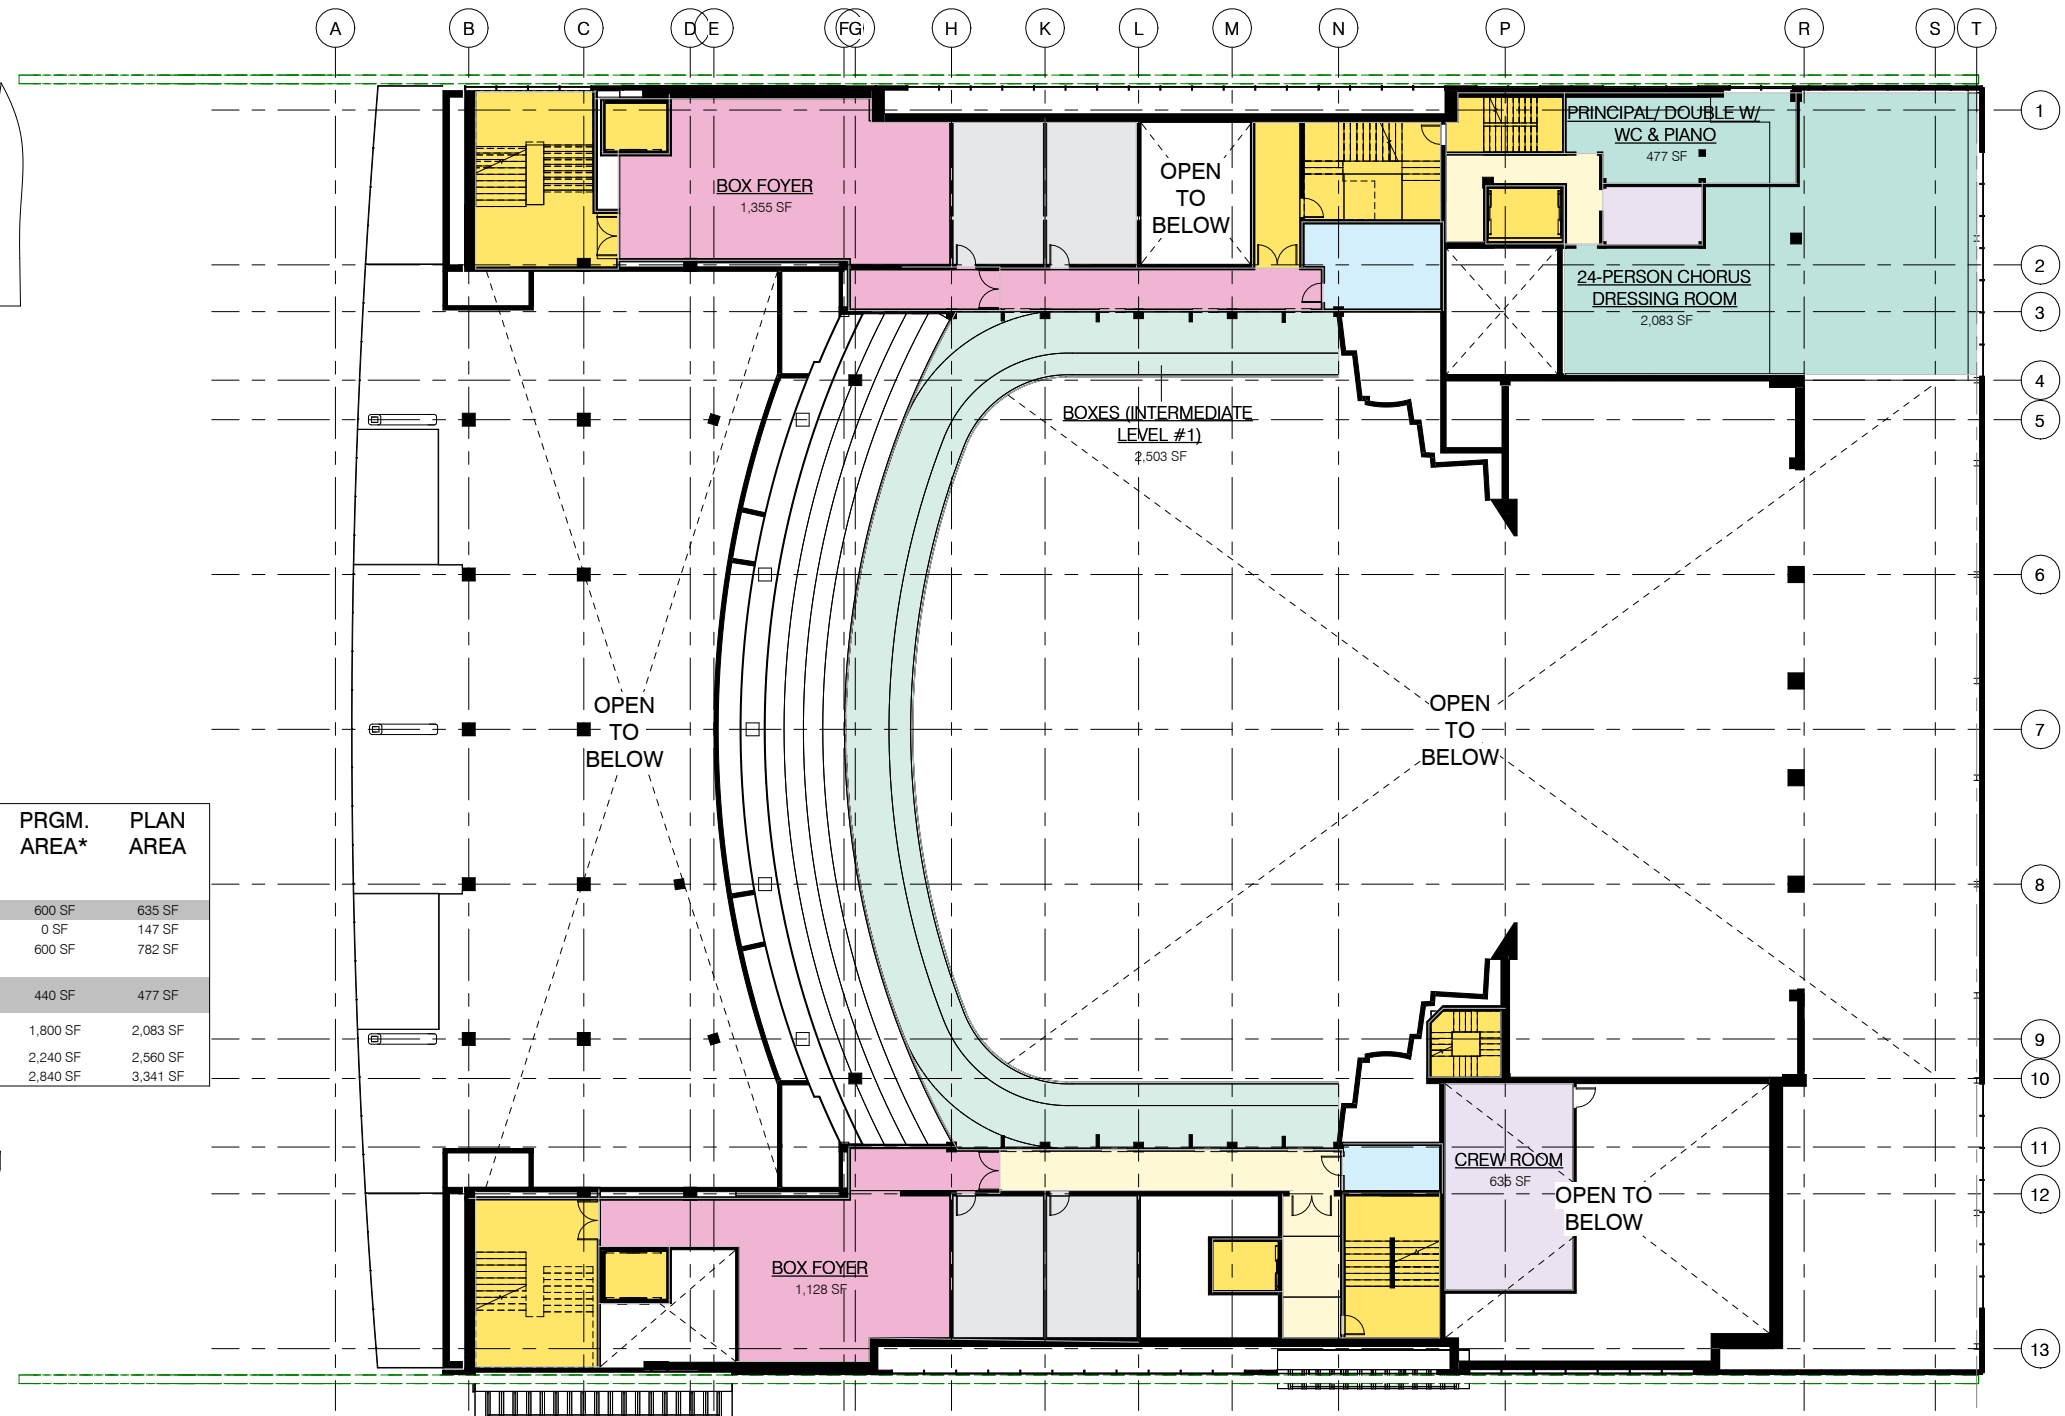 A B C D E F G H K L M N P R S T
1
PRINCIPAL/ DOUBLE W/
WC & PIANO
477 SF
OPEN
TO
BELOW
BOX FOYER
1,355 SF
2
24-PERSON CHORUS
DRESSING ROOM
2,083 SF
3
4
BOXES (INTERMEDIATE
LEVEL #1)
2,503 SF
5
6
OPEN
TO
BELOW
OPEN
TO
BELOW
7
PRGM. AREA*
PLAN AREA
8
600 SF 635 SF
0 SF 147 SF
600 SF 782 SF
440 SF 477 SF
1,800 SF 2,083 SF
2,240 SF 2,560 SF
2,840 SF 3,341 SF
9
10
11
CREW ROOM
635 SF
OPEN TO
BELOW
12
BOX FOYER
1,128 SF
13